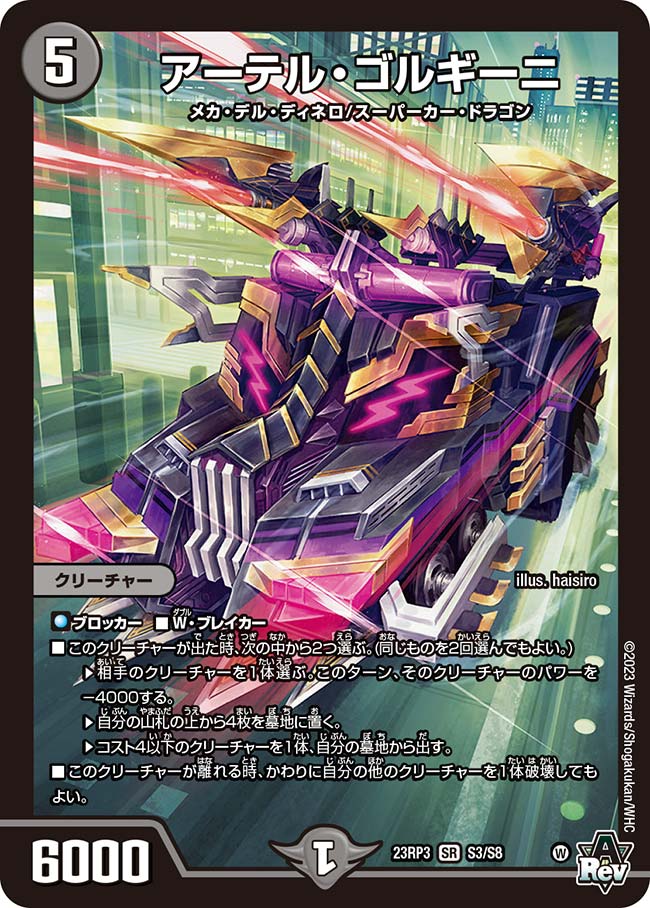 5
アーテル・ゴルギーニ
メカ・デル・ディネロ/スーパーカー・ドラゴン
クリーチャー
illus. haisiro
ブロッカー ■W・ブレイカー
■このクリーチャーが出た時、次の中から2つ選ぶ。(同じものを2回選んでもよい。)
▶相手のクリーチャーを1体選ぶ。このターン、そのクリーチャーのパワーを
-4000する。
▶自分の山札の上から4枚を墓地に置く。
▶コスト4以下のクリーチャーを1体、自分の墓地から出す。
■このクリーチャーが離れる時、かわりに自分の他のクリーチャーを1体破壊しても
よい。
©2023 Wizards/Shogakukan/WHC
6000
23RP3 SR S3/S8
W
A
Rev